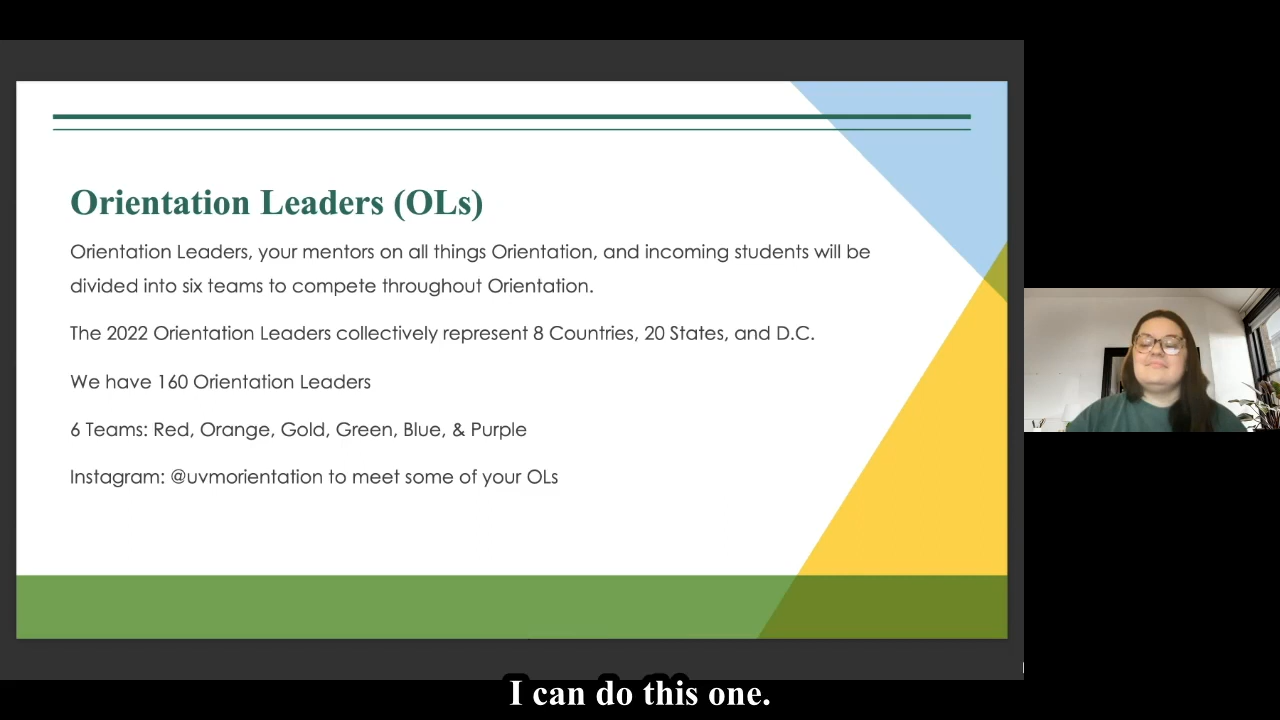 Orientation Leaders (OLs)
Orientation Leaders, your mentors on all things Orientation, and incoming students will be
divided into six teams to compete throughout Orientation.
The 2022 Orientation Leaders collectively represent 8 Countries, 20 States, and D.C.
We have 160 Orientation Leaders
6 Teams: Red, Orange, Gold, Green, Blue, & Purple
Instagram: @uvmorientation to meet some of your OLs
I can do this one.